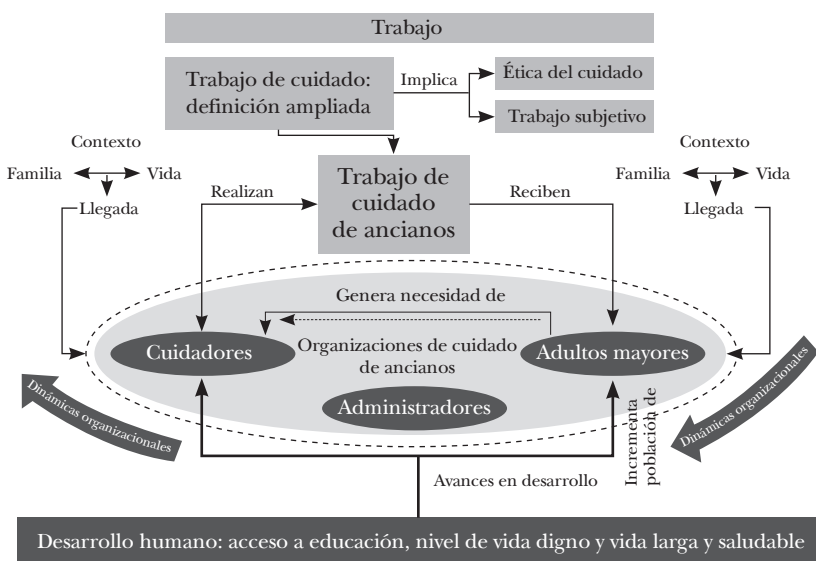 Trabajo
Trabajo de cuidado:
definición ampliada
Implica
Ética del cuidado
Trabajo subjetivo
Contexto
Familia
Vida
Llegada
Realizan
Trabajo de
cuidado
de ancianos
Reciben
Contexto
Familia
Vida
Llegada
Genera necesidad de
Cuidadores
Organizaciones de cuidado
de ancianos
Adultos mayores
Administradores
Dinámicas organizacionales
Dinámicas organizacionales
Incrementa
población de
Avances en desarrollo
Desarrollo humano: acceso a educación, nivel de vida digno y vida larga y saludable